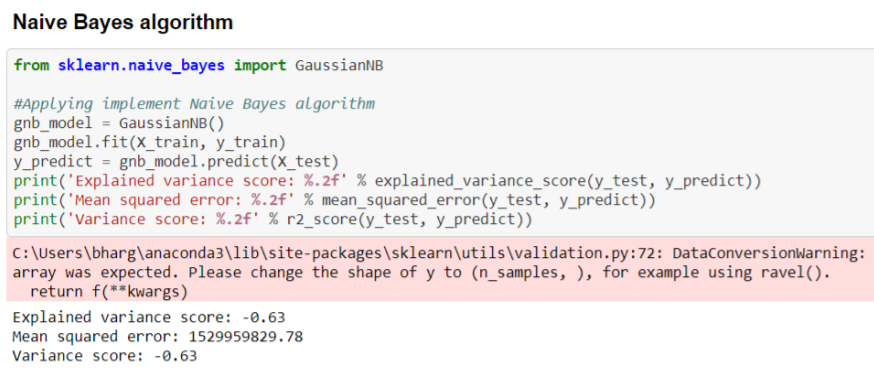 Naive Bayes algorithm
from sklearn.naive_bayes import GaussianNB
#Applying implement Naive Bayes algorithm
gnb_model = GaussianNB()
gnb_model.fit(X_train, y_train)
y_predict = gnb_model.predict(X_test)
print('Explained variance score: %.2f' % explained_variance_score(y_test, y_predict))
print('Mean squared error: %.2f' % mean_squared_error(y_test, y_predict))
print('Variance score: %.2f' % r2_score(y_test, y_predict))
C:\Users\bharg\anaconda3\lib\site-packages\sklearn\utils\validation.py:72: DataConversionWarning:
array was expected. Please change the shape of y to (n_samples, ), for example using ravel().
return f(**kwargs)
Explained variance score: -0.63
Mean squared error: 1529959829.78
Variance score: -0.63